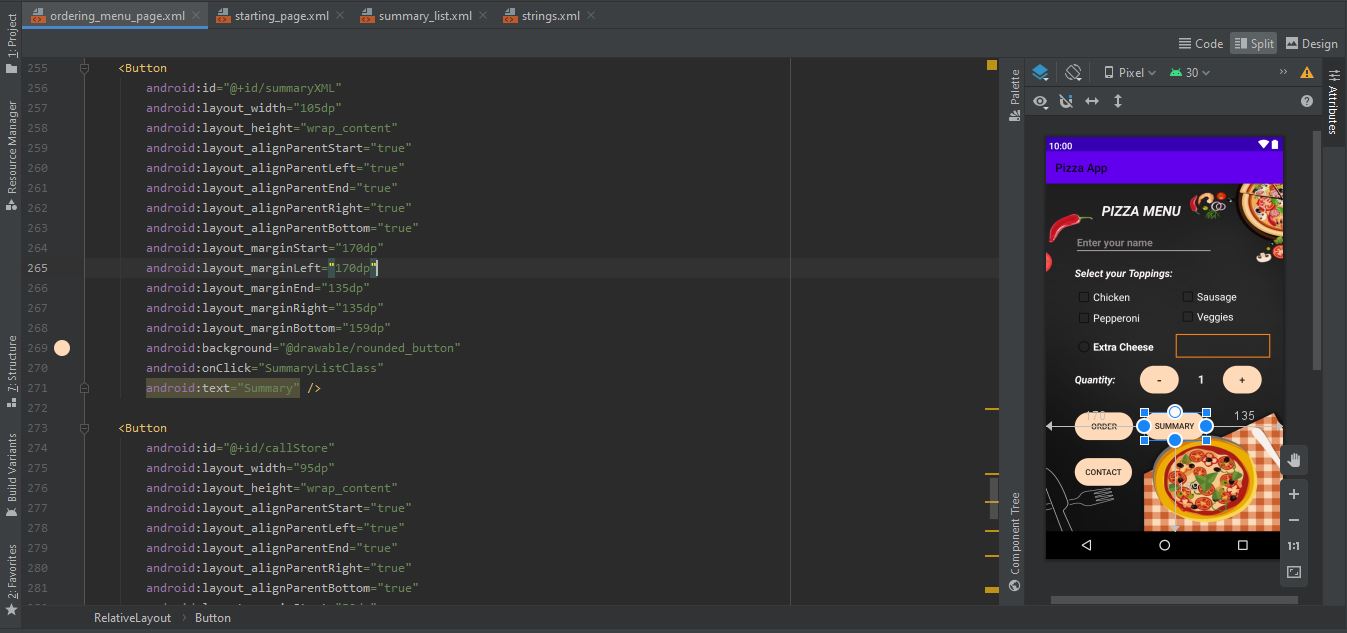 ordering_menu_page.xml
starting_page.xml
summary_list.xml
strings.xml
Code
Split
Design
1: Project
Resource Manager
7: Structure
Build Variants
2: Favorites
255 <Button
256 android:id="@+id/summaryXML"
257 android:layout_width="105dp"
258 android:layout_height="wrap_content"
259 android:layout_alignParentStart="true"
260 android:layout_alignParentLeft="true"
261 android:layout_alignParentEnd="true"
262 android:layout_alignParentRight="true"
263 android:layout_alignParentBottom="true"
264 android:layout_marginStart="170dp"
265 android:layout_marginLeft="170dp"
266 android:layout_marginEnd="135dp"
267 android:layout_marginRight="135dp"
268 android:layout_marginBottom="159dp"
269 android:background="@drawable/rounded_button"
270 android:onClick="SummaryListClass"
271 android:text="Summary" />
272
273 <Button
274 android:id="@+id/callStore"
275 android:layout_width="95dp"
276 android:layout_height="wrap_content"
277 android:layout_alignParentStart="true"
278 android:layout_alignParentLeft="true"
279 android:layout_alignParentEnd="true"
280 android:layout_alignParentRight="true"
281 android:layout_alignParentBottom="true"
RelativeLayout
Button
Palette
Component Tree
Pixel
30
Attributes
10:00
Pizza App
PIZZA MENU
Enter your name
Select your Toppings:
Chicken
Sausage
Pepperoni
Veggies
Extra Cheese
Quantity:
-
1
+
170
135
ORDER
SUMMARY
CONTACT
1:1